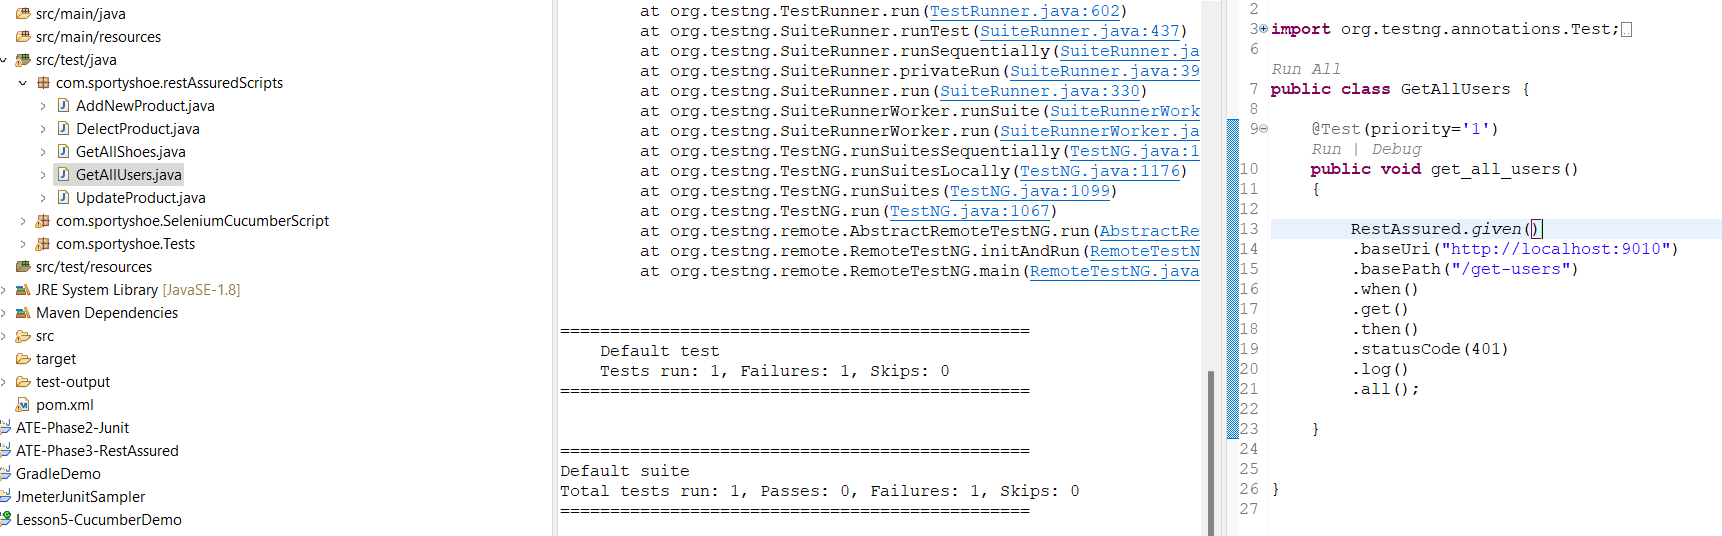 src/main/java
src/main/resources
src/test/java
com.sportyshoe.restAssuredScripts
AddNewProduct.java
DelectProduct.java
GetAllShoes.java
GetAllUsers.java
UpdateProduct.java
com.sportyshoe.SeleniumCucumberScript
com.sportyshoe.Tests
src/test/resources
JRE System Library [JavaSE-1.8]
Maven Dependencies
src
target
test-output
pom.xml
ATE-Phase2-Junit
ATE-Phase3-RestAssured
GradleDemo
JmeterJunitSampler
Lesson5-CucumberDemo
at org.testng.TestRunner.run(TestRunner.java:602)
at org.testng.SuiteRunner.runTest(SuiteRunner.java:437)
at org.testng.SuiteRunner.runSequentially(SuiteRunner.ja
at org.testng.SuiteRunner.privateRun(SuiteRunner.java:39
at org.testng.SuiteRunner.run(SuiteRunner.java:330)
at org.testng.SuiteRunnerWorker.runSuite(SuiteRunnerWork
at org.testng.SuiteRunnerWorker.run(SuiteRunnerWorker.ja
at org.testng.TestNG.runSuitesSequentially(TestNG.java:1
at org.testng.TestNG.runSuitesLocally(TestNG.java:1176)
at org.testng.TestNG.runSuites(TestNG.java:1099)
at org.testng.TestNG.run(TestNG.java:1067)
at org.testng.remote.AbstractRemoteTestNG.run(AbstractRe
at org.testng.remote.RemoteTestNG.initAndRun(RemoteTestN
at org.testng.remote.RemoteTestNG.main(RemoteTestNG.java
===============================================
Default test
Tests run: 1, Failures: 1, Skips: 0
===============================================
===============================================
Default suite
Total tests run: 1, Passes: 0, Failures: 1, Skips: 0
===============================================
2
3 import org.testng.annotations.Test;
6
Run All
7 public class GetAllUsers {
8
9 @Test(priority='1')
Run | Debug
10 public void get_all_users()
11 {
12
13 RestAssured.given()
14 .baseUri("http://localhost:9010")
15 .basePath("/get-users")
16 .when()
17 .get()
18 .then()
19 .statusCode(401)
20 .log()
21 .all();
22
23 }
24
25
26 }
27